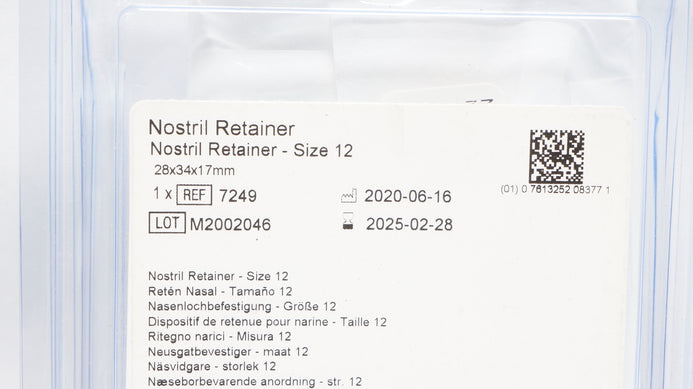 Nostril Retainer
Nostril Retainer - Size 12
28x34x17mm
1 x REF 7249
2020-06-16
LOT M2002046
2025-02-28
(01) 0 7613252 08377 1
Nostril Retainer - Size 12
Retén Nasal - Tamaño 12
Nasenlochbefestigung - Größe 12
Dispositif de retenue pour narine - Taille 12
Ritegno narici - Misura 12
Neusgatbevestiger - maat 12
Näsvidgare - storlek 12
Næseborbevarende anordning - str. 12